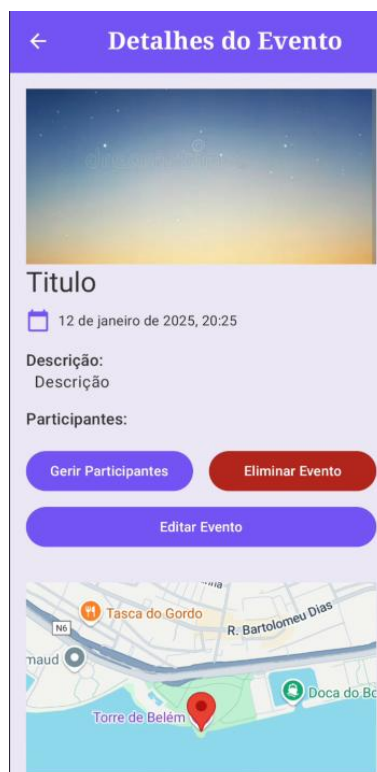 Detalhes do Evento
Titulo
12 de janeiro de 2025, 20:25
Descrição:
Descrição
Participantes:
Gerir Participantes
Eliminar Evento
Editar Evento
Tasca do Gordo
N6
R. Bartolomeu Dias
maud
Doca do Bo
Torre de Belém